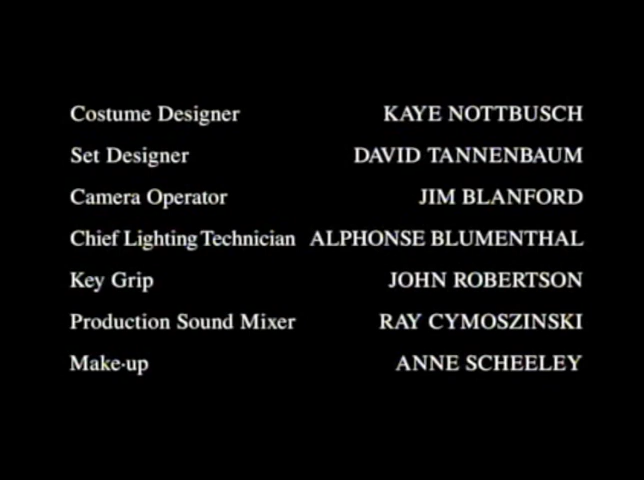 Costume Designer KAYE NOTTBUSCH
Set Designer DAVID TANNENBAUM
Camera Operator JIM BLANFORD
Chief Lighting Technician ALPHONSE BLUMENTHAL
Key Grip JOHN ROBERTSON
Production Sound Mixer RAY CYMOSZINSKI
Make-up ANNE SCHEELEY